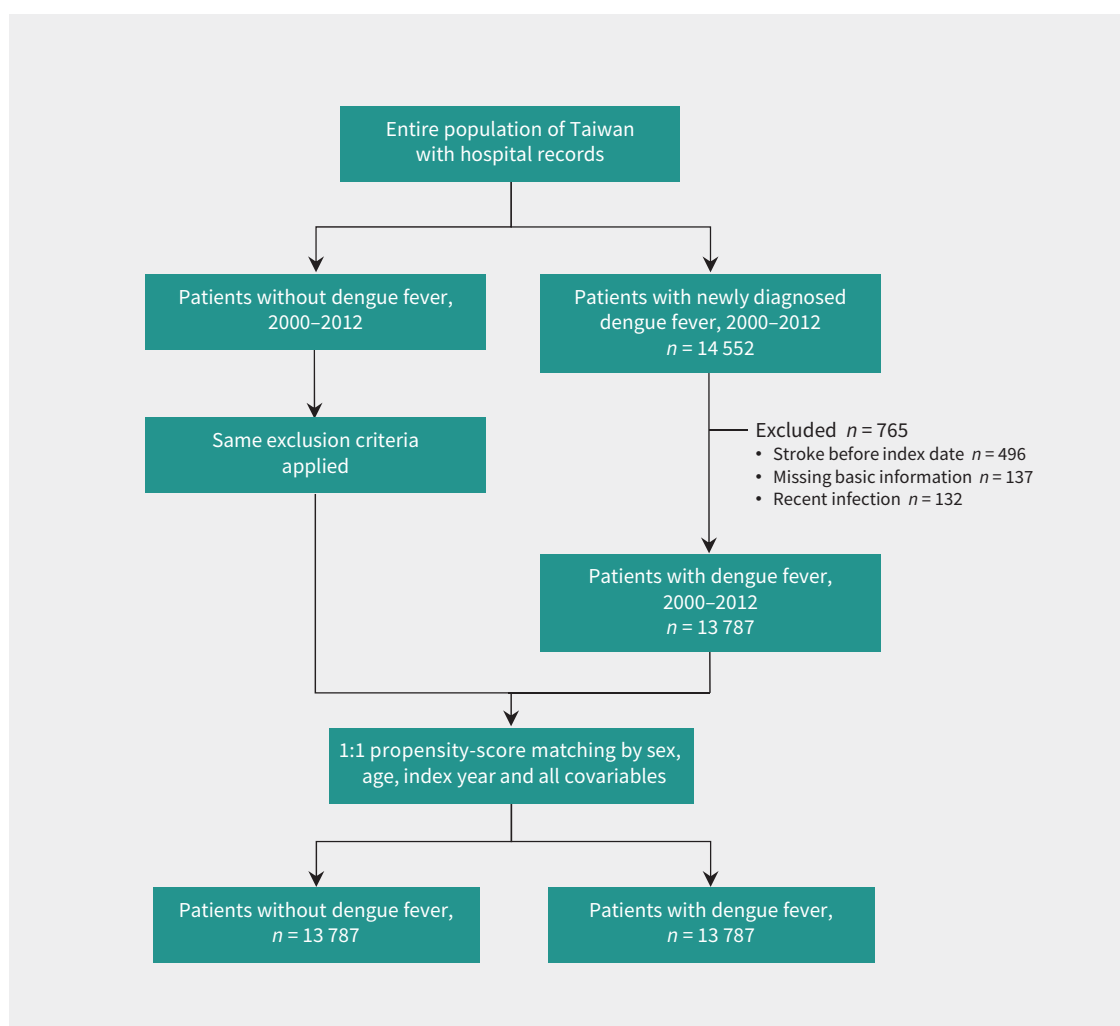 Entire population of Taiwan
with hospital records
Patients without dengue fever,
2000–2012
Patients with newly diagnosed
dengue fever, 2000–2012
n = 14 552
Same exclusion criteria
applied
Excluded n = 765
• Stroke before index date n = 496
• Missing basic information n = 137
• Recent infection n = 132
Patients with dengue fever,
2000–2012
n = 13 787
1:1 propensity-score matching by sex,
age, index year and all covariables
Patients without dengue fever,
n = 13 787
Patients with dengue fever,
n = 13 787